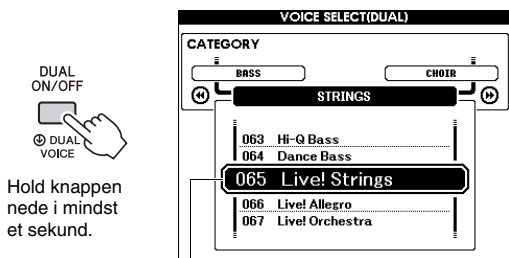 VOICE SELECT(DUAL)
CATEGORY
BASS
CHOIR
STRINGS
063 Hi-Q Bass
064 Dance Bass
065 Live! Strings
066 Live! Allegro
067 Live! Orchestra
DUAL
ON/OFF
DUAL
VOICE
Hold knappen
nede i mindst
et sekund.